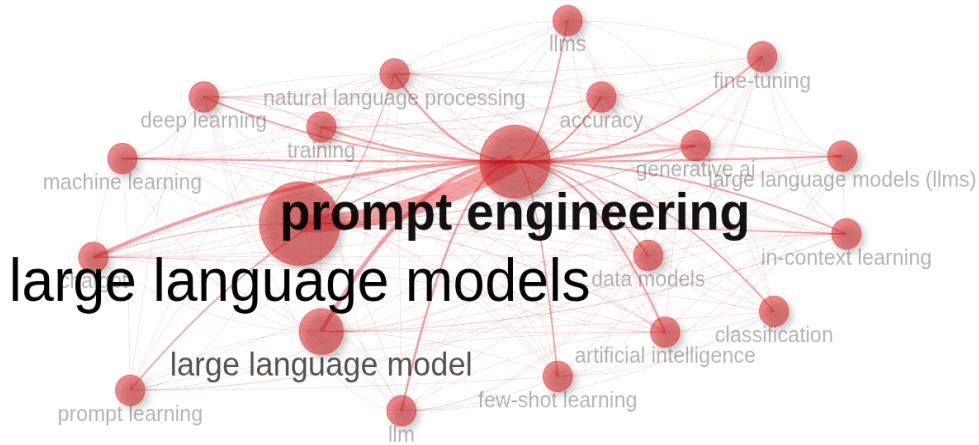 llms
fine-tuning
natural language processing
deep learning
accuracy
training
generative ai
machine learning
large language models (llms)
prompt engineering
in-context learning
chatgpt
large language models
data models
classification
artificial intelligence
large language model
few-shot learning
prompt learning
llm